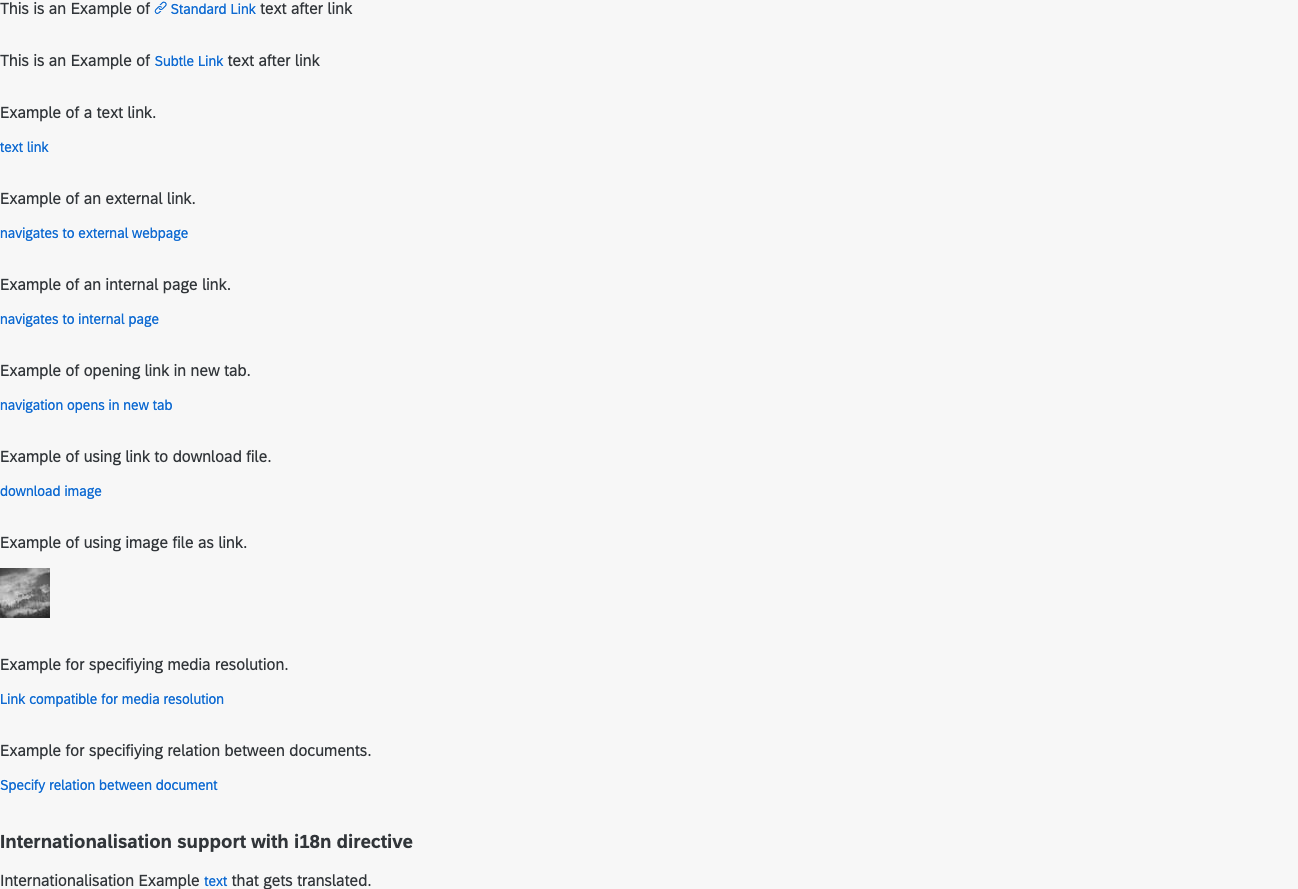 This is an Example of Standard Link text after link
This is an Example of Subtle Link text after link
Example of a text link.
text link
Example of an external link.
navigates to external webpage
Example of an internal page link.
navigates to internal page
Example of opening link in new tab.
navigation opens in new tab
Example of using link to download file.
download image
Example of using image file as link.
Example for specifiying media resolution.
Link compatible for media resolution
Example for specifiying relation between documents.
Specify relation between document
Internationalisation support with i18n directive
Internationalisation Example text that gets translated.